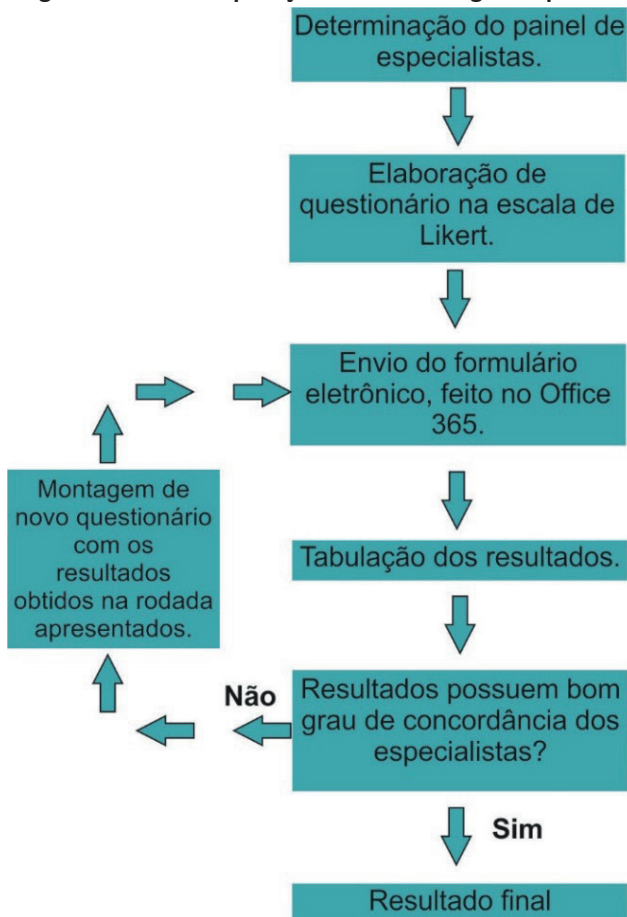 Determinação do painel de
especialistas.
Elaboração de
questionário na escala de
Likert.
Envio do formulário
eletrônico, feito no Office
365.
Montagem de
novo questionário
com os
resultados
obtidos na rodada
apresentados.
Tabulação dos resultados.
Não
Resultados possuem bom
grau de concordância dos
especialistas?
Sim
Resultado final